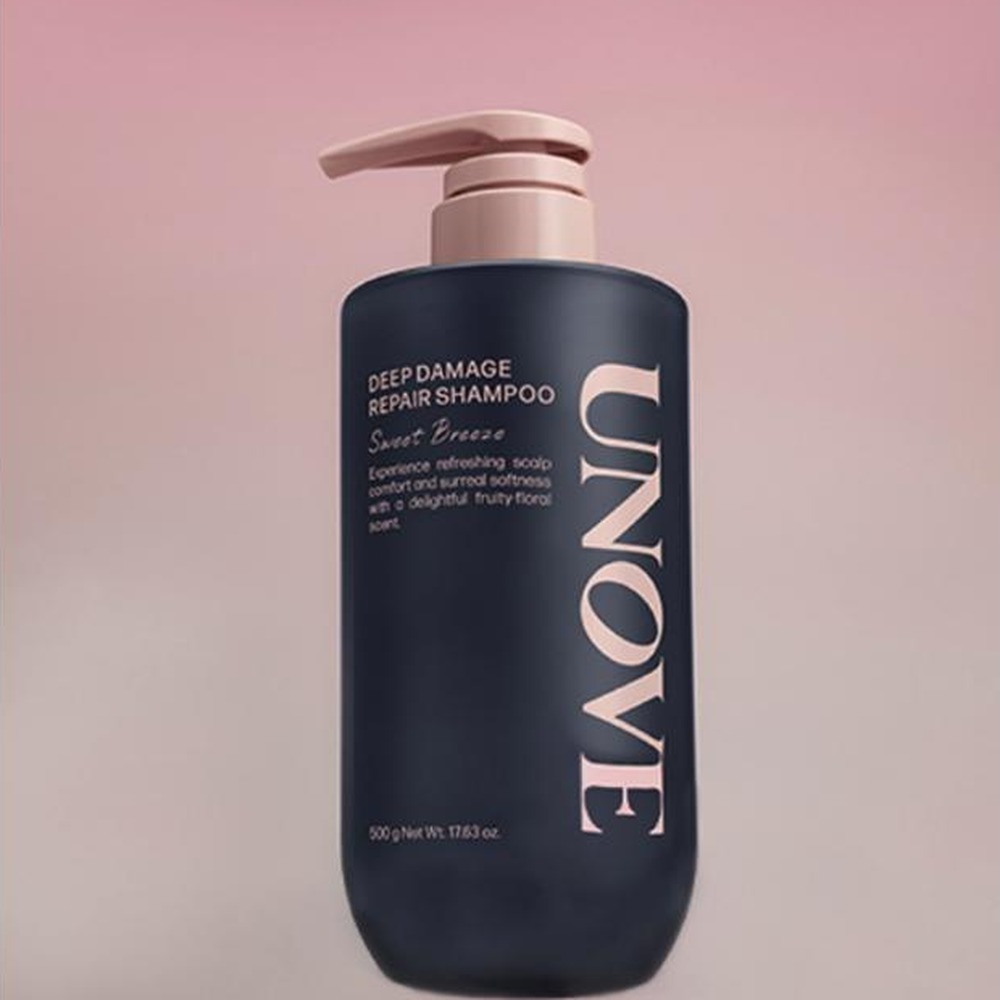 DEEP DAMAGE
REPAIR SHAMPOO
Sweet Breeze
Experience refreshing scalp
comfort and surreal softness
with a delightful fruity-floral
scent.
500 g Net Wt. 17.63 oz.
UNOVE